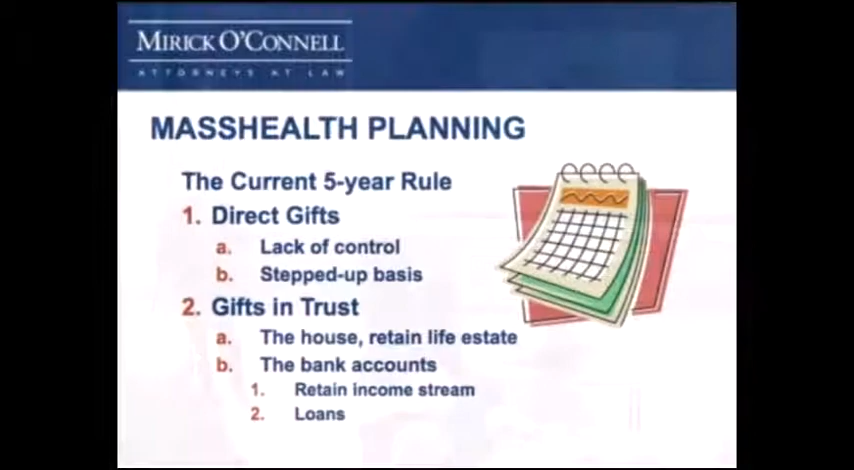 MIRICK O'CONNELL
ATTORNEYS AT LAW
MASSHEALTH PLANNING
The Current 5-year Rule
1. Direct Gifts
a. Lack of control
b. Stepped-up basis
2. Gifts in Trust
a. The house, retain life estate
b. The bank accounts
1. Retain income stream
2. Loans